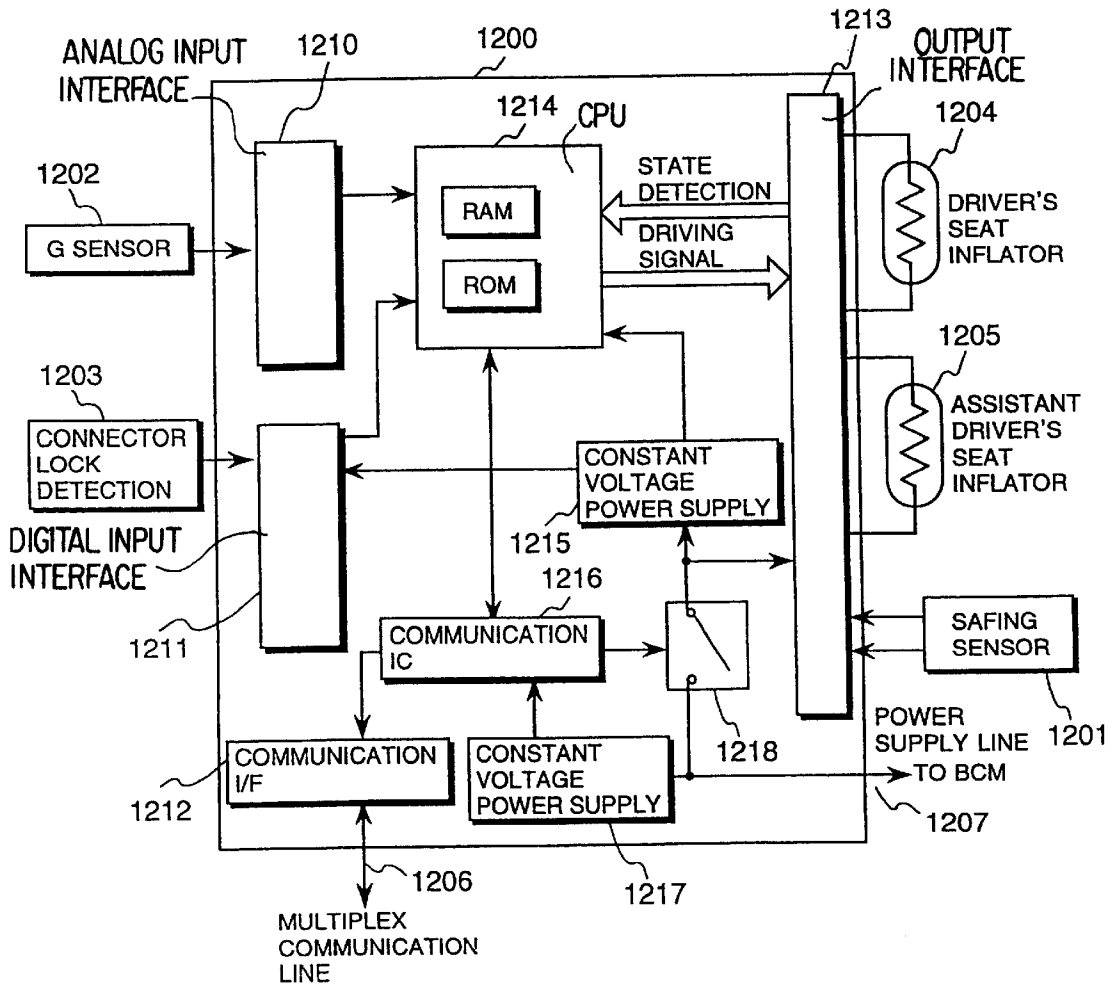 ANALOG INPUT
INTERFACE
1210
1200
1213
OUTPUT
INTERFACE
1214
CPU
1204
1202
G SENSOR
RAM
ROM
STATE
DETECTION
DRIVING
SIGNAL
DRIVER'S
SEAT
INFLATOR
1203
CONNECTOR
LOCK
DETECTION
1205
ASSISTANT
DRIVER'S
SEAT
INFLATOR
CONSTANT
VOLTAGE
POWER SUPPLY
1215
DIGITAL INPUT
INTERFACE
1211
1216
COMMUNICATION
IC
SAFING
SENSOR
1201
1218
POWER
SUPPLY LINE
TO BCM
1207
COMMUNICATION
I/F
1212
CONSTANT
VOLTAGE
POWER SUPPLY
1217
1206
MULTIPLEX
COMMUNICATION
LINE